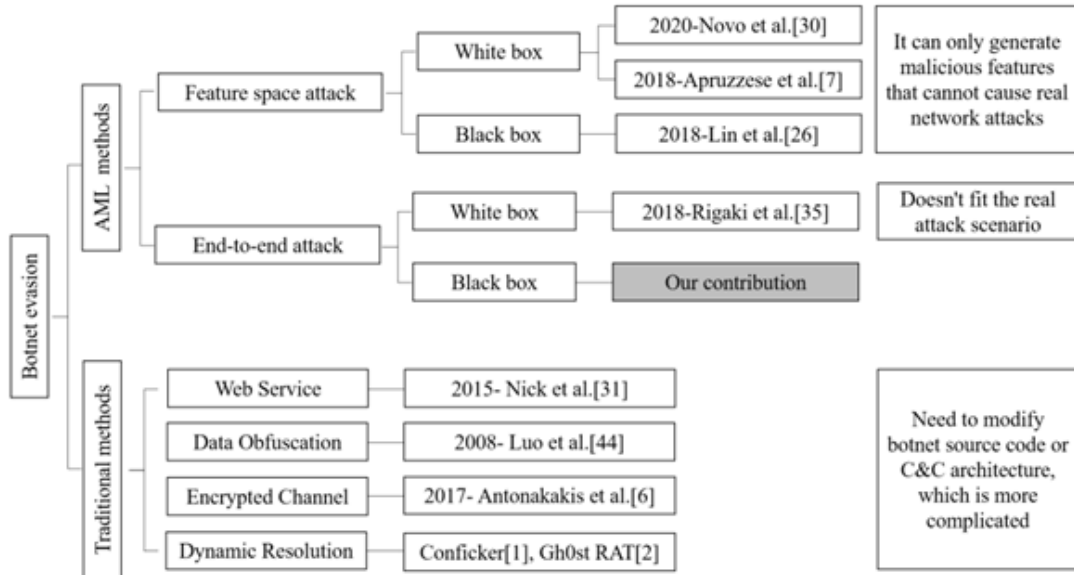 Botnet evasion
AML methods
Feature space attack
White box
2020-Novo et al.[30]
2018-Apruzzese et al.[7]
Black box
2018-Lin et al.[26]
It can only generate
malicious features
that cannot cause real
network attacks
End-to-end attack
White box
2018-Rigaki et al.[35]
Doesn't fit the real
attack scenario
Black box
Our contribution
Traditional methods
Web Service
2015- Nick et al.[31]
Data Obfuscation
2008- Luo et al.[44]
Encrypted Channel
2017- Antonakakis et al.[6]
Dynamic Resolution
Conficker[1], Gh0st RAT[2]
Need to modify
botnet source code or
C&C architecture,
which is more
complicated